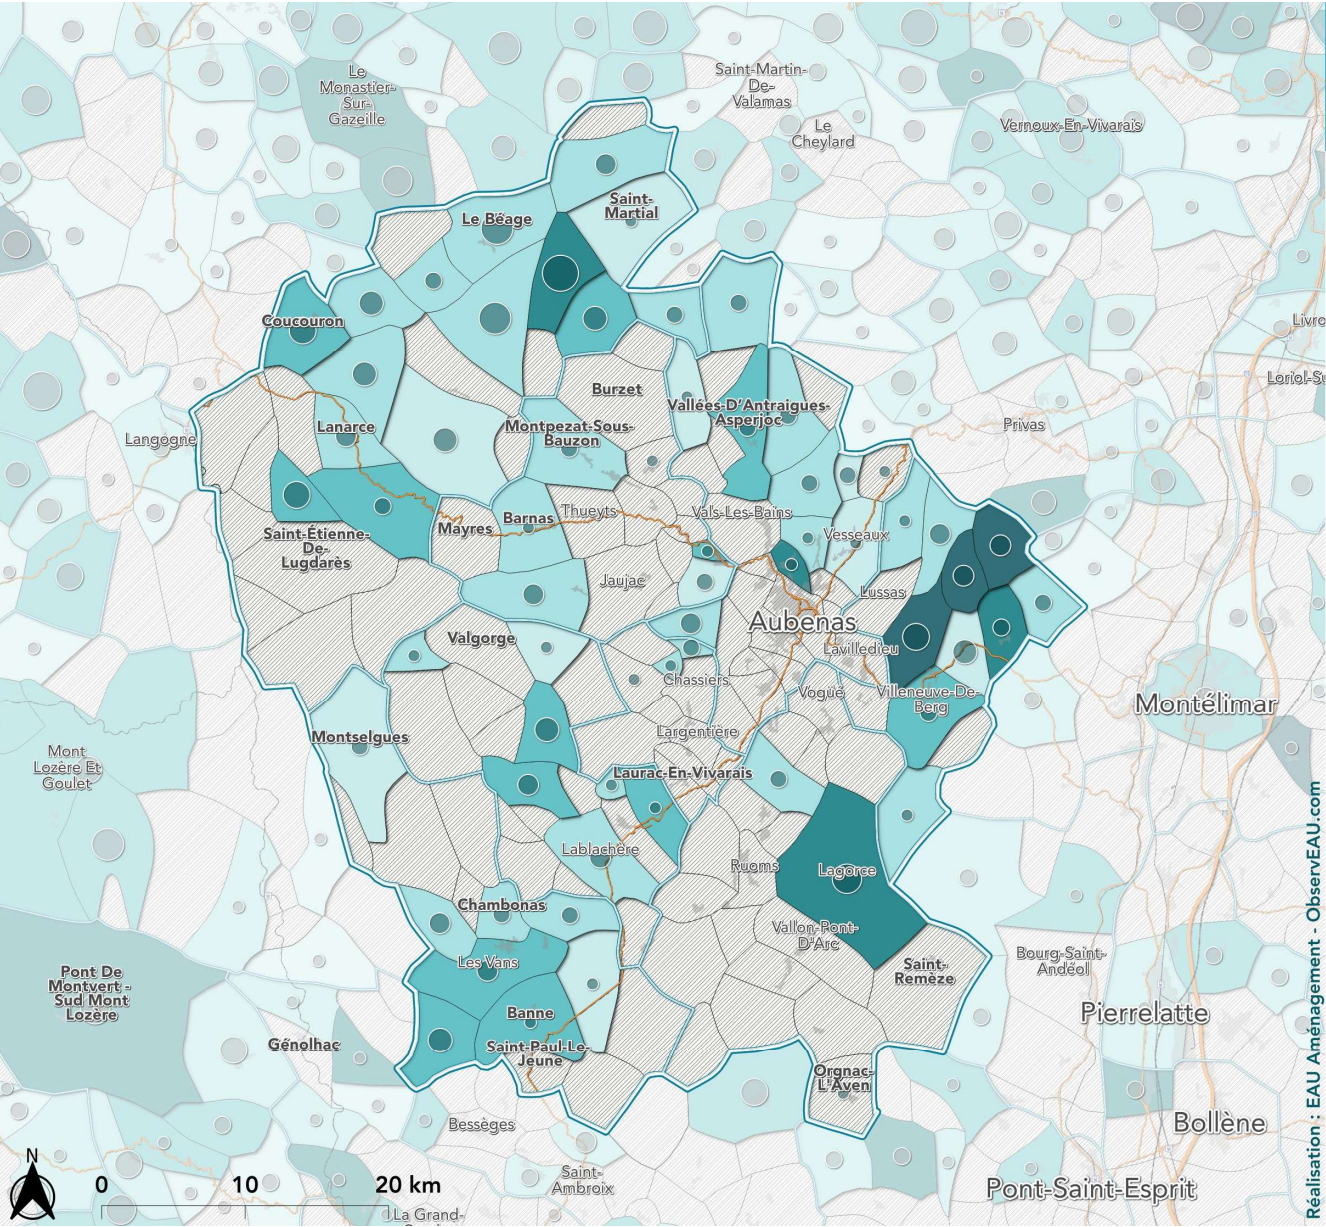 Le
Monastier-
Sur-
Gazeille
Saint-Martin-
De-
Valamas
Le
Cheylard
Vernoux-En-Vivarais
Le Béage
Saint-
Martial
Coucouron
Livro
Loriol-Su
Burzet
Vallées-D'Antraigues-
Asperjoc
Lanarce
Langogne
Montpezat-Sous-
Bauzon
Privas
Mayres
Barnas
Thueyts
Vals-Les-Bains
Vesseaux
Saint-Étienne-
De-
Lugdarès
Jaujac
Lussas
Aubenas
Valgorge
Lavilledieu
Chassiers
Vogüé
Villeneuve-De-
Berg
Montélimar
Montselgues
Largentière
Mont
Lozère Et
Goulet
Laurac-En-Vivarais
Lablachère
Ruoms
Lagorce
Chambonas
Vallon-Pont-
D'Arc
Les Vans
Saint-
Remèze
Bourg-Saint-
Andéol
Pont De
Montvert -
Sud Mont
Lozère
Banne
Pierrelatte
Génolhac
Saint-Paul-Le-
Jeune
Orgnac-
L'Aven
Bessèges
Bollène
Saint-
Ambroix
Pont-Saint-Esprit
La Grand-
N
0 10 20 km
Réalisation : EAU Aménagement - ObservEAU.com